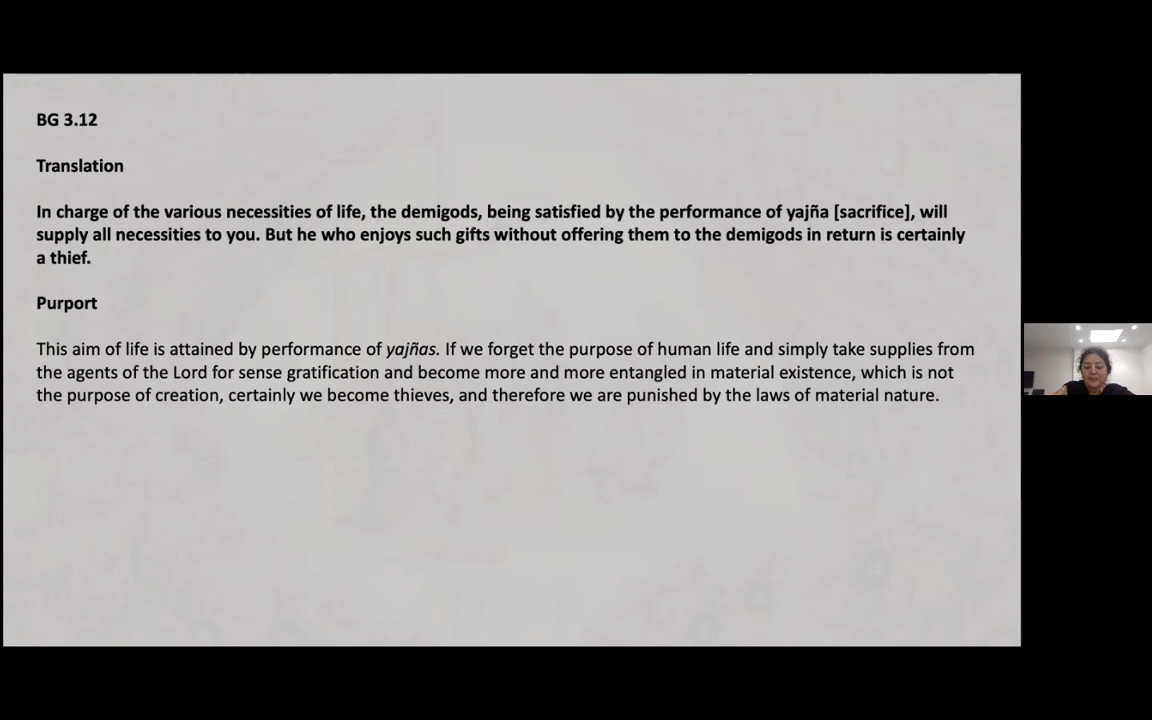 BG 3.12
Translation
In charge of the various necessities of life, the demigods, being satisfied by the performance of yajña [sacrifice], will
supply all necessities to you. But he who enjoys such gifts without offering them to the demigods in return is certainly
a thief.
Purport
This aim of life is attained by performance of yajñas. If we forget the purpose of human life and simply take supplies from
the agents of the Lord for sense gratification and become more and more entangled in material existence, which is not
the purpose of creation, certainly we become thieves, and therefore we are punished by the laws of material nature.